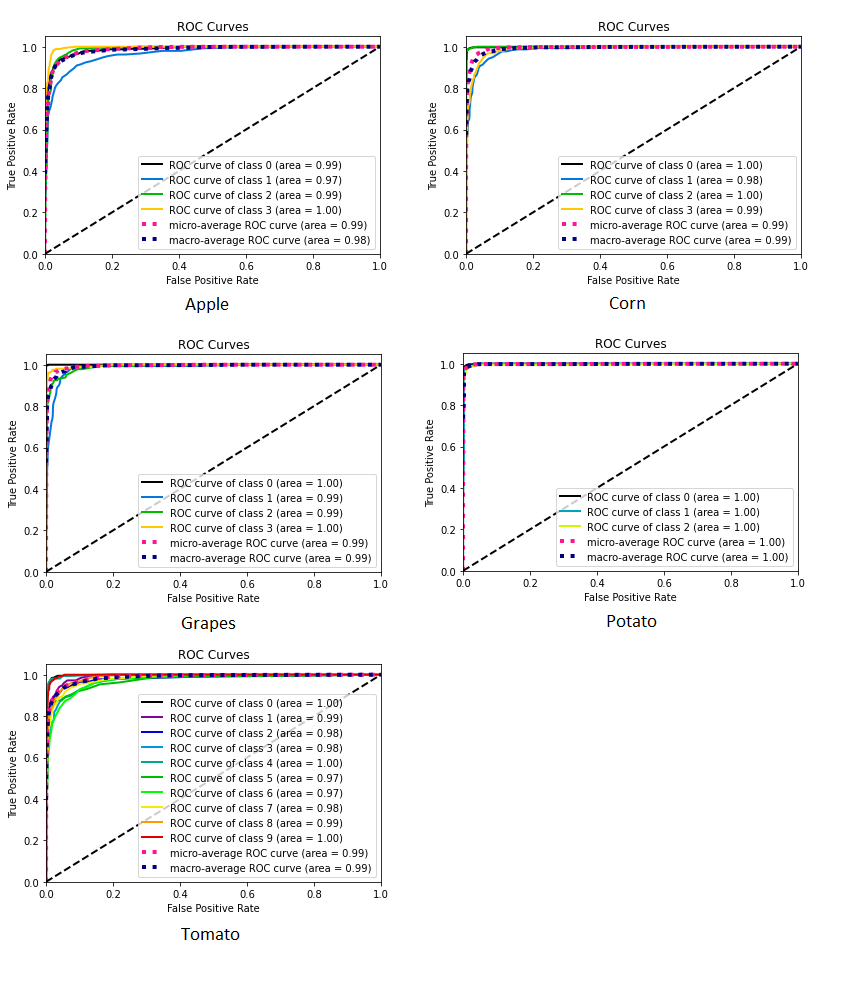 ROC Curves
True Positive Rate
1.0
0.8
0.6
0.4
0.2
0.0
ROC curve of class 0 (area = 0.99)
ROC curve of class 1 (area = 0.97)
ROC curve of class 2 (area = 0.99)
ROC curve of class 3 (area = 1.00)
micro-average ROC curve (area = 0.99)
macro-average ROC curve (area = 0.98)
0.0 0.2 0.4 0.6 0.8 1.0
False Positive Rate
Apple
ROC Curves
True Positive Rate
1.0
0.8
0.6
0.4
0.2
0.0
ROC curve of class 0 (area = 1.00)
ROC curve of class 1 (area = 0.98)
ROC curve of class 2 (area = 1.00)
ROC curve of class 3 (area = 0.99)
micro-average ROC curve (area = 0.99)
macro-average ROC curve (area = 0.99)
0.0 0.2 0.4 0.6 0.8 1.0
False Positive Rate
Corn
ROC Curves
True Positive Rate
1.0
0.8
0.6
0.4
0.2
0.0
ROC curve of class 0 (area = 1.00)
ROC curve of class 1 (area = 0.99)
ROC curve of class 2 (area = 0.99)
ROC curve of class 3 (area = 1.00)
micro-average ROC curve (area = 0.99)
macro-average ROC curve (area = 0.99)
0.0 0.2 0.4 0.6 0.8 1.0
False Positive Rate
Grapes
ROC Curves
True Positive Rate
1.0
0.8
0.6
0.4
0.2
0.0
ROC curve of class 0 (area = 1.00)
ROC curve of class 1 (area = 1.00)
ROC curve of class 2 (area = 1.00)
micro-average ROC curve (area = 1.00)
macro-average ROC curve (area = 1.00)
0.0 0.2 0.4 0.6 0.8 1.0
False Positive Rate
Potato
ROC Curves
True Positive Rate
1.0
0.8
0.6
0.4
0.2
0.0
ROC curve of class 0 (area = 1.00)
ROC curve of class 1 (area = 0.99)
ROC curve of class 2 (area = 0.98)
ROC curve of class 3 (area = 0.98)
ROC curve of class 4 (area = 1.00)
ROC curve of class 5 (area = 0.97)
ROC curve of class 6 (area = 0.97)
ROC curve of class 7 (area = 0.98)
ROC curve of class 8 (area = 0.99)
ROC curve of class 9 (area = 1.00)
micro-average ROC curve (area = 0.99)
macro-average ROC curve (area = 0.99)
0.0 0.2 0.4 0.6 0.8 1.0
False Positive Rate
Tomato